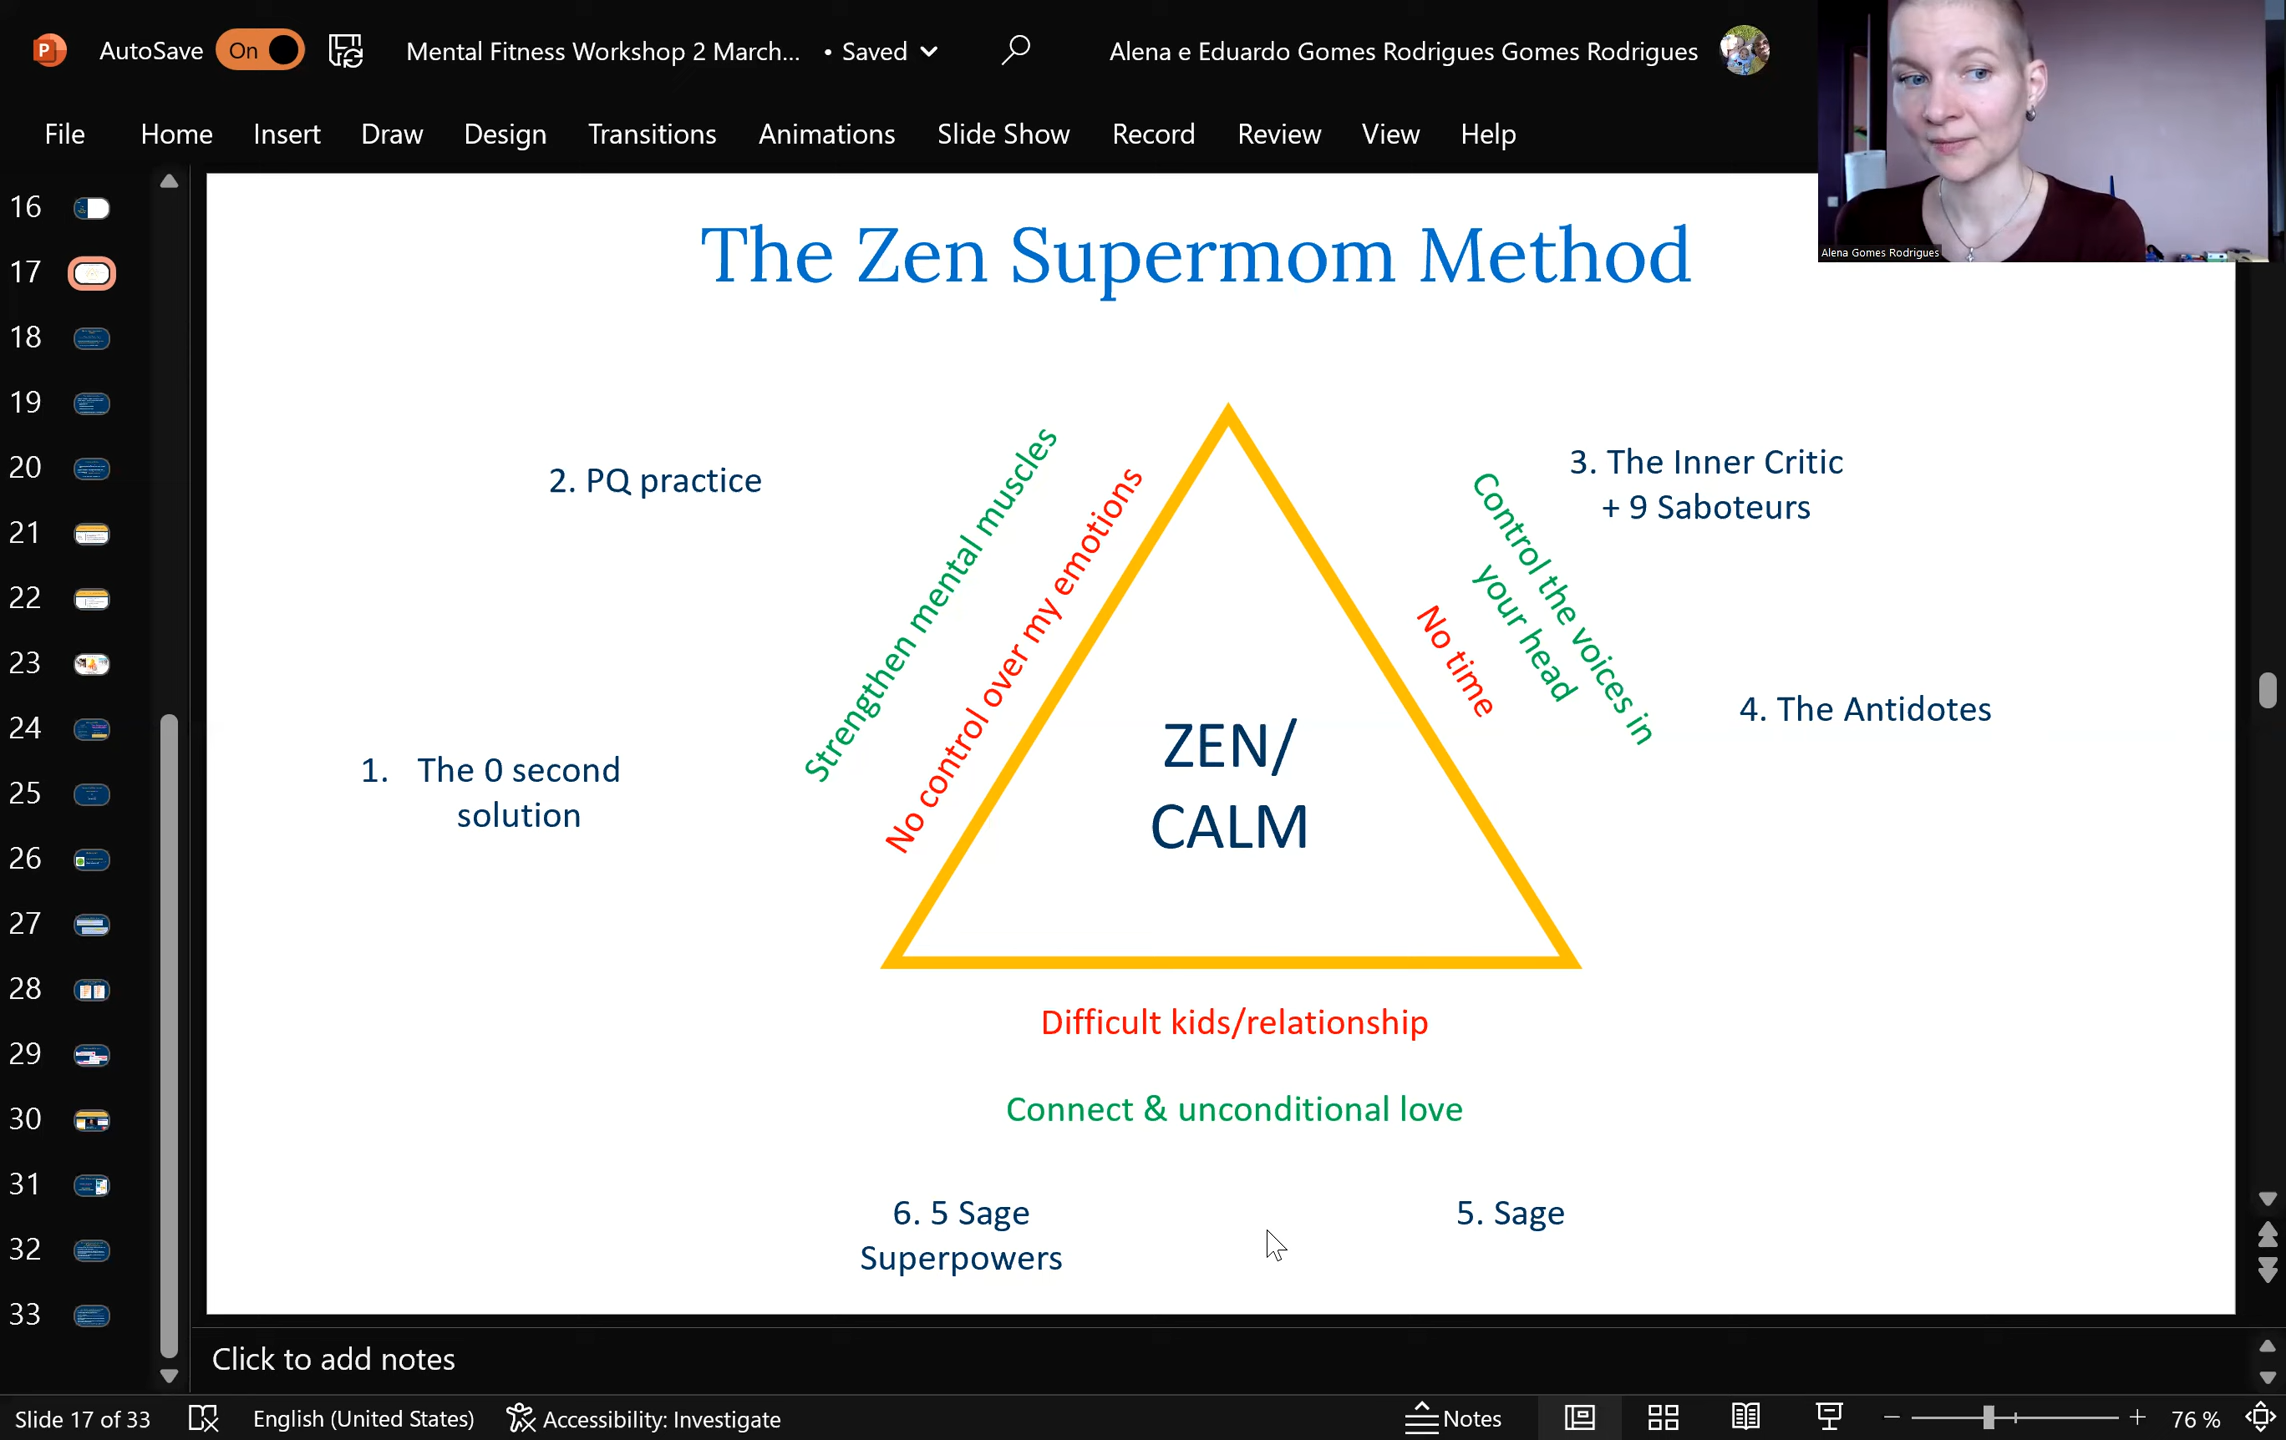 AutoSave
On
Mental Fitness Workshop 2 March... • Saved
Alena e Eduardo Gomes Rodrigues Gomes Rodrigues
File
Home
Insert
Draw
Design
Transitions
Animations
Slide Show
Record
Review
View
Help
Alena Gomes Rodrigues
16
17
18
19
20
21
22
23
24
25
26
27
28
29
30
31
32
33
The Zen Supermom Method
2. PQ practice
1. The 0 second
solution
Strengthen mental muscles
No control over my emotions
ZEN/
CALM
No time
Control the voices in
your head
3. The Inner Critic
+ 9 Saboteurs
4. The Antidotes
Difficult kids/relationship
Connect & unconditional love
6. 5 Sage
Superpowers
5. Sage
Click to add notes
Slide 17 of 33
English (United States)
Accessibility: Investigate
Notes
76 %